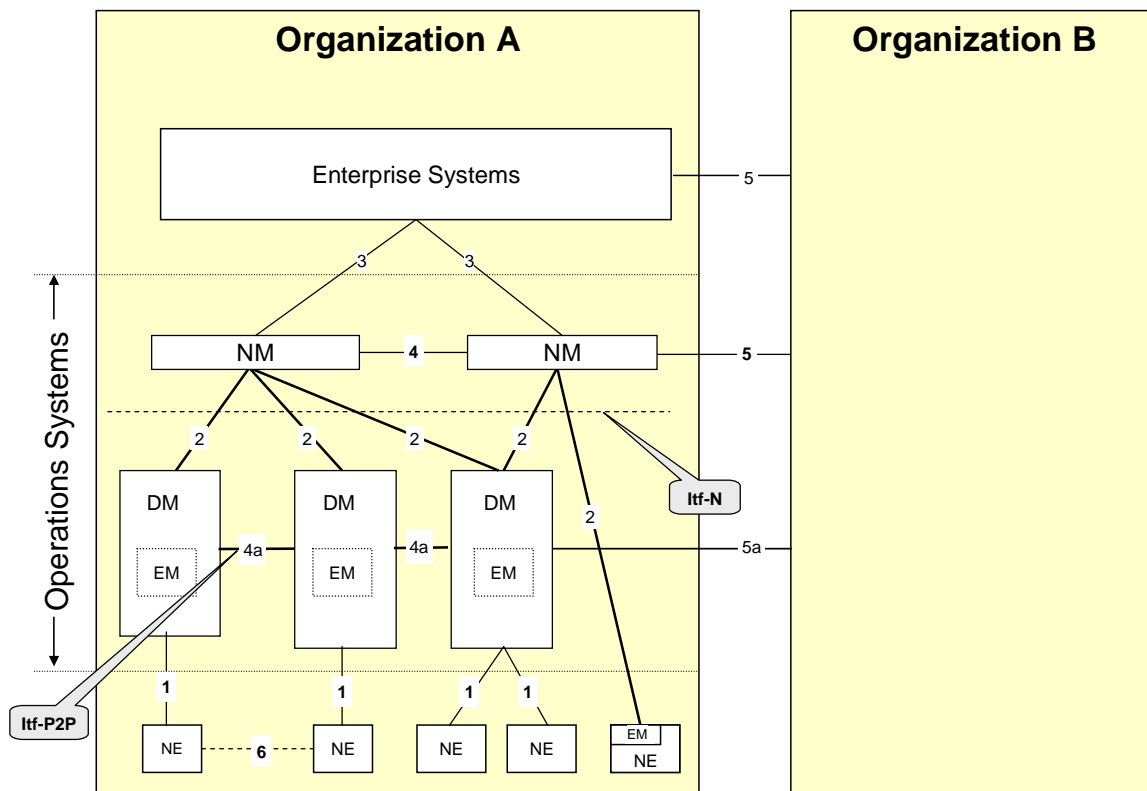 Organization A
Organization B
Enterprise Systems
5
3
3
Operations Systems
NM
4
NM
5
2
2
2
2
Itf-N
DM
DM
DM
2
4a
4a
5a
EM
EM
EM
1
1
1
1
Itf-P2P
NE
6
NE
NE
NE
EM
NE